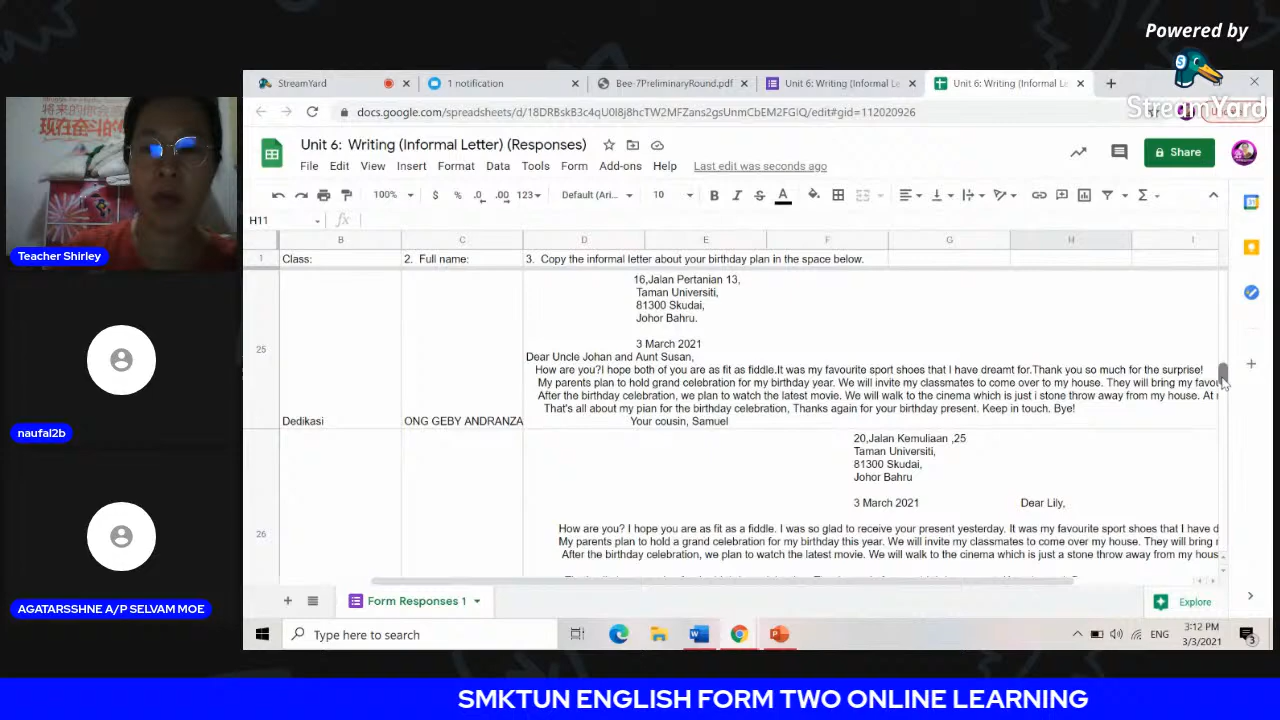 Powered by
StreamYard
StreamYard
1 notification
Bee-7PreliminaryRound.pdf
Unit 6: Writing (Informal Le
Unit 6: Writing (Informal Le
docs.google.com/spreadsheets/d/18DRBskB3c4qU0I8j8hcTW2MFZans2gsUnmCbEM2FGIQ/edit#gid=112020926
Unit 6: Writing (Informal Letter) (Responses)
File Edit View Insert Format Data Tools Form Add-ons Help Last edit was seconds ago
Share
100% $ % .0 .00 123 Default (Ari... 10 B I S A
H11 fx
B C D E F G H I
1 Class: 2. Full name: 3. Copy the informal letter about your birthday plan in the space below.
16,Jalan Pertanian 13,
Taman Universiti,
81300 Skudai,
Johor Bahru.
3 March 2021
25
Dear Uncle Johan and Aunt Susan,
How are you?I hope both of you are as fit as fiddle.It was my favourite sport shoes that I have dreamt for.Thank you so much for the surprise!
My parents plan to hold grand celebration for my birthday year. We will invite my classmates to come over to my house. They will bring my favou
After the birthday celebration, we plan to watch the latest movie. We will walk to the cinema which is just i stone throw away from my house. At n
That's all about my pian for the birthday celebration, Thanks again for your birthday present. Keep in touch. Bye!
Dedikasi ONG GEBY ANDRANZA Your cousin, Samuel
20,Jalan Kemuliaan ,25
Taman Universiti,
81300 Skudai,
Johor Bahru
3 March 2021 Dear Lily,
26
How are you? I hope you are as fit as a fiddle. I was so glad to receive your present yesterday. It was my favourite sport shoes that I have d
My parents plan to hold a grand celebration for my birthday this year. We will invite my classmates to come over my house. They will bring r
After the birthday celebration, we plan to watch the latest movie. We will walk to the cinema which is just a stone throw away from my hous
Form Responses 1
Explore
Type here to search
ENG
3:12 PM
3/3/2021
3
Teacher Shirley
naufal2b
AGATARSSHNE A/P SELVAM MOE
SMKTUN ENGLISH FORM TWO ONLINE LEARNING